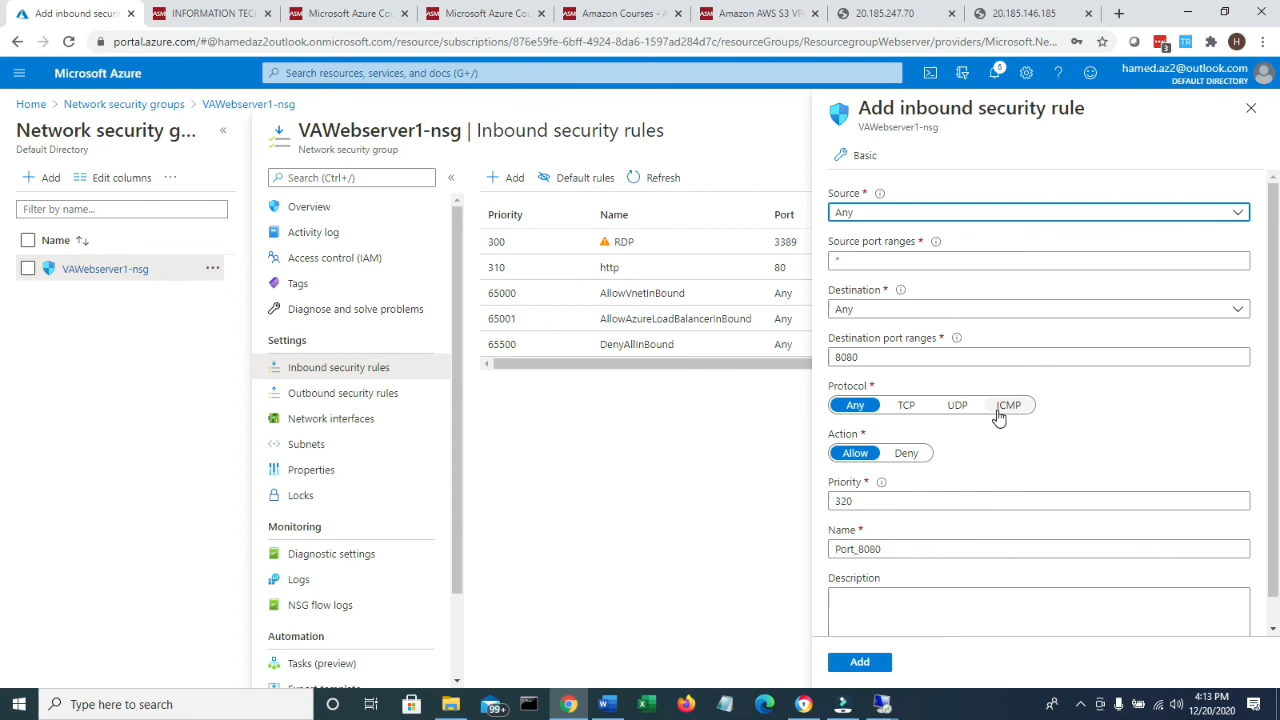 Add inbound secur
INFORMATION TEC
Microsoft Azure Co
Microsoft Azure Co
Amazon Courses - A
Amazon AWS S3 VP
20.185.247.70
20.185.146.185
portal.azure.com/#@hamedaz2outlook.onmicrosoft.com/resource/subscriptions/876e59fe-6bff-4924-8da6-1597ad284d7c/resourceGroups/ResourcegroupWebserver/providers/Microsoft.Ne...
3
TR
H
Microsoft Azure
Search resources, services, and docs (G+/)
6
hamed.az2@outlook.com
DEFAULT DIRECTORY
Home > Network security groups > VAWebserver1-nsg
Network security g...
Default Directory
Add
Edit columns
Filter by name...
Name
VAWebserver1-nsg
VAWebserver1-nsg | Inbound security rules
Network security group
Search (Ctrl+/)
Overview
Activity log
Access control (IAM)
Tags
Diagnose and solve problems
Settings
Inbound security rules
Outbound security rules
Network interfaces
Subnets
Properties
Locks
Monitoring
Diagnostic settings
Logs
NSG flow logs
Automation
Tasks (preview)
Export template
Add
Default rules
Refresh
Priority Name Port
300 RDP 3389
310 http 80
65000 AllowVnetInBound Any
65001 AllowAzureLoadBalancerInBound Any
65500 DenyAllInBound Any
Add inbound security rule
VAWebserver1-nsg
Basic
Source *
Any
Source port ranges *
*
Destination *
Any
Destination port ranges *
8080
Protocol *
Any TCP UDP ICMP
Action *
Allow Deny
Priority *
320
Name *
Port_8080
Description
Add
Type here to search
99+
4:13 PM
12/20/2020